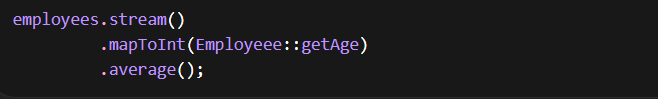 employees.stream()
.mapToInt(Employeee::getAge)
.average();